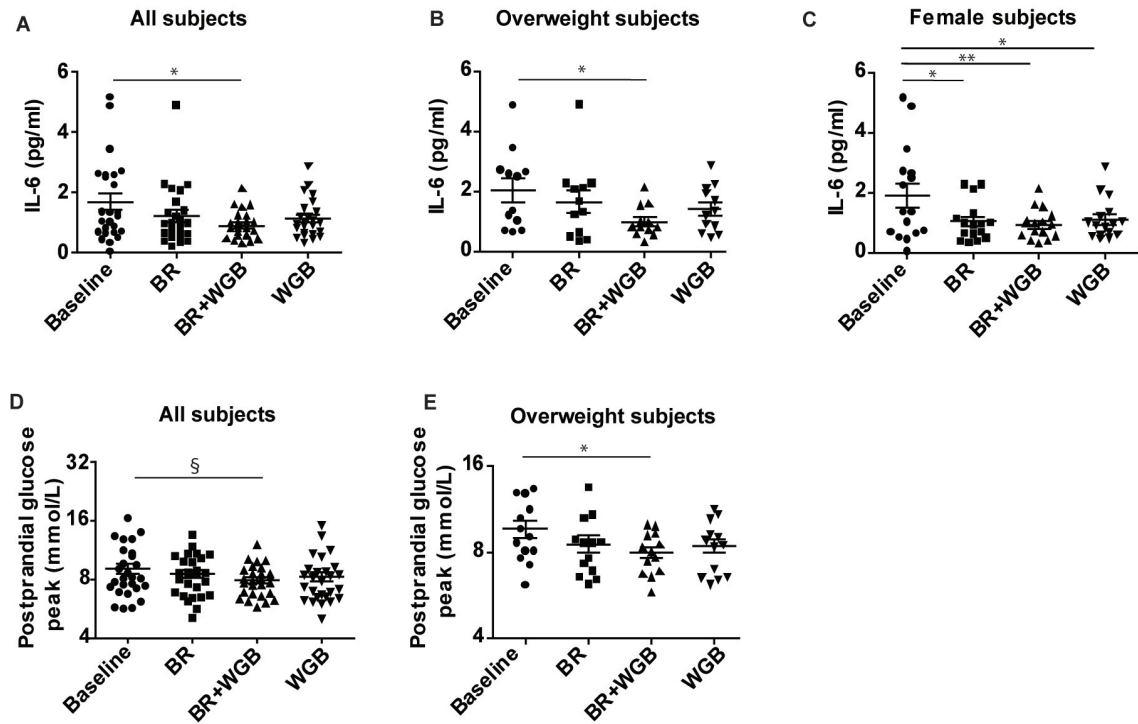 A
All subjects
IL-6 (pg/ml)
6
4
2
0
*
Baseline
BR
BR+WGB
WGB
B
Overweight subjects
IL-6 (pg/ml)
6
4
2
0
*
Baseline
BR
BR+WGB
WGB
C
Female subjects
IL-6 (pg/ml)
6
4
2
0
*
**
*
Baseline
BR
BR+WGB
WGB
D
All subjects
Postprandial glucose
peak (mmol/L)
32
16
8
4
§
Baseline
BR
BR+WGB
WGB
E
Overweight subjects
Postprandial glucose
peak (mmol/L)
16
8
4
*
Baseline
BR
BR+WGB
WGB